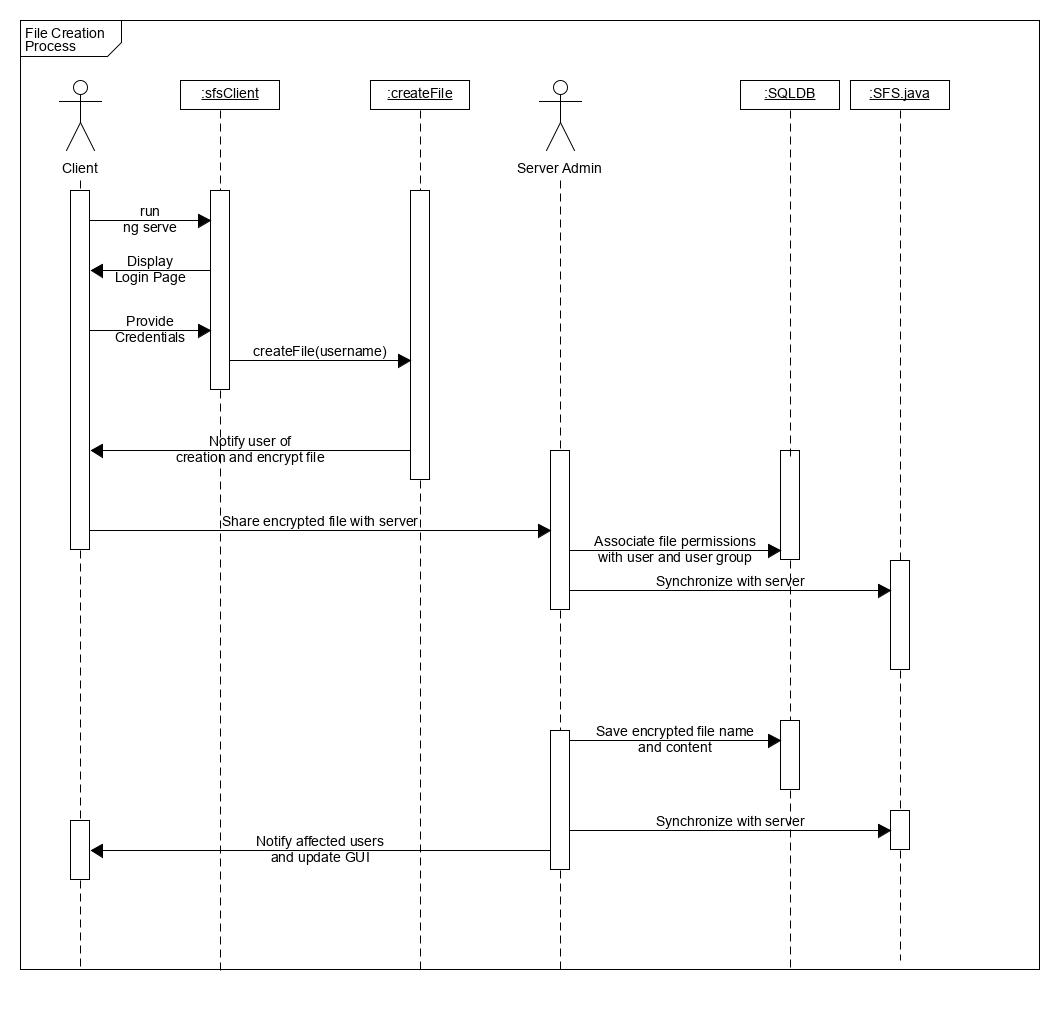 File Creation
Process
:sfsClient
:createFile
:SQLDB
:SFS.java
Client
Server Admin
run
ng serve
Display
Login Page
Provide
Credentials
createFile(username)
Notify user of
creation and encrypt file
Share encrypted file with server
Associate file permissions
with user and user group
Synchronize with server
Save encrypted file name
and content
Synchronize with server
Notify affected users
and update GUI